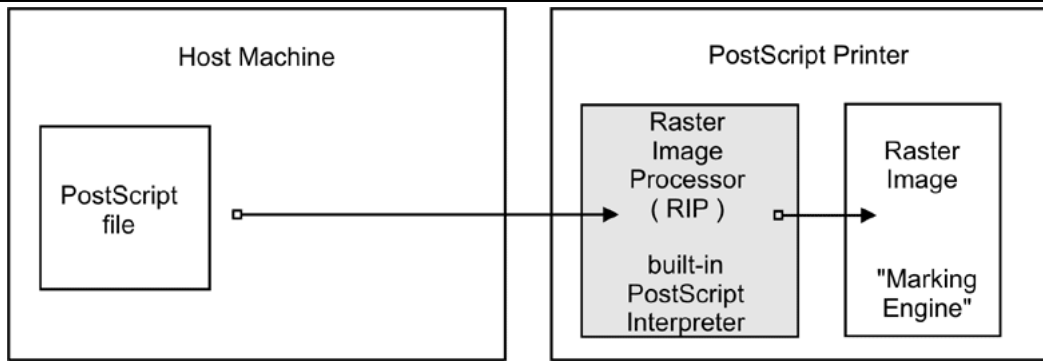 Host Machine
PostScript
file
PostScript Printer
Raster
Image
Processor
( RIP )
built-in
PostScript
Interpreter
Raster
Image
"Marking
Engine"